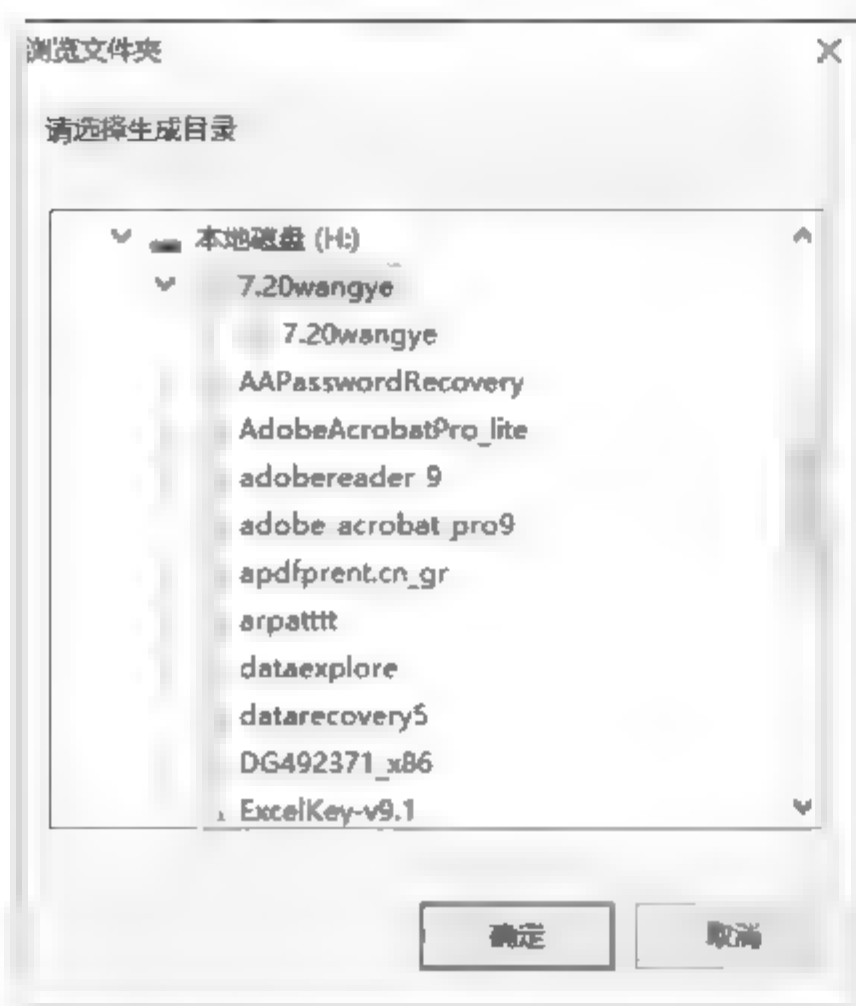 浏览文件夹
请选择生成目录
本地磁盘 (H:)
7.20wangye
7.20wangye
AAPasswordRecovery
AdobeAcrobatPro_lite
adobereader 9
adobe acrobat pro9
apdfprent.cn_gr
arpatttt
dataexplore
datarecovery5
DG492371_x86
ExcelKey-v9.1
确定
取消